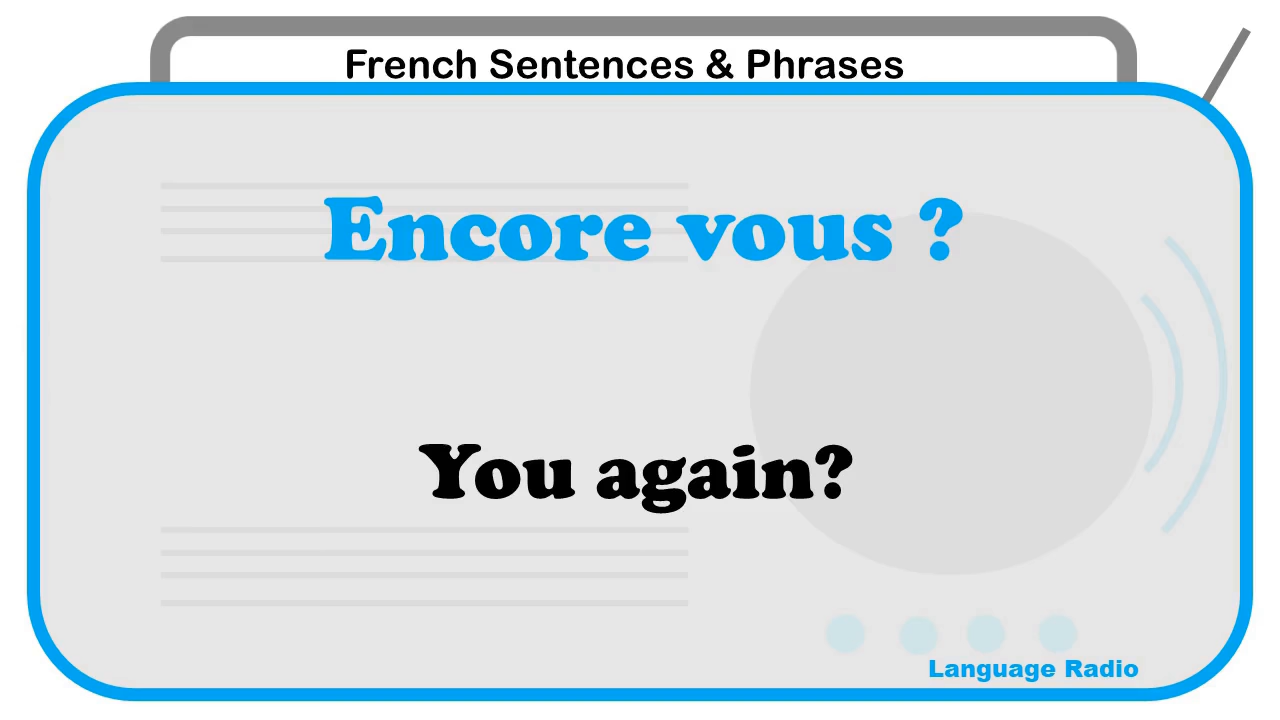 French Sentences & Phrases
Encore vous ?
You again?
Language Radio